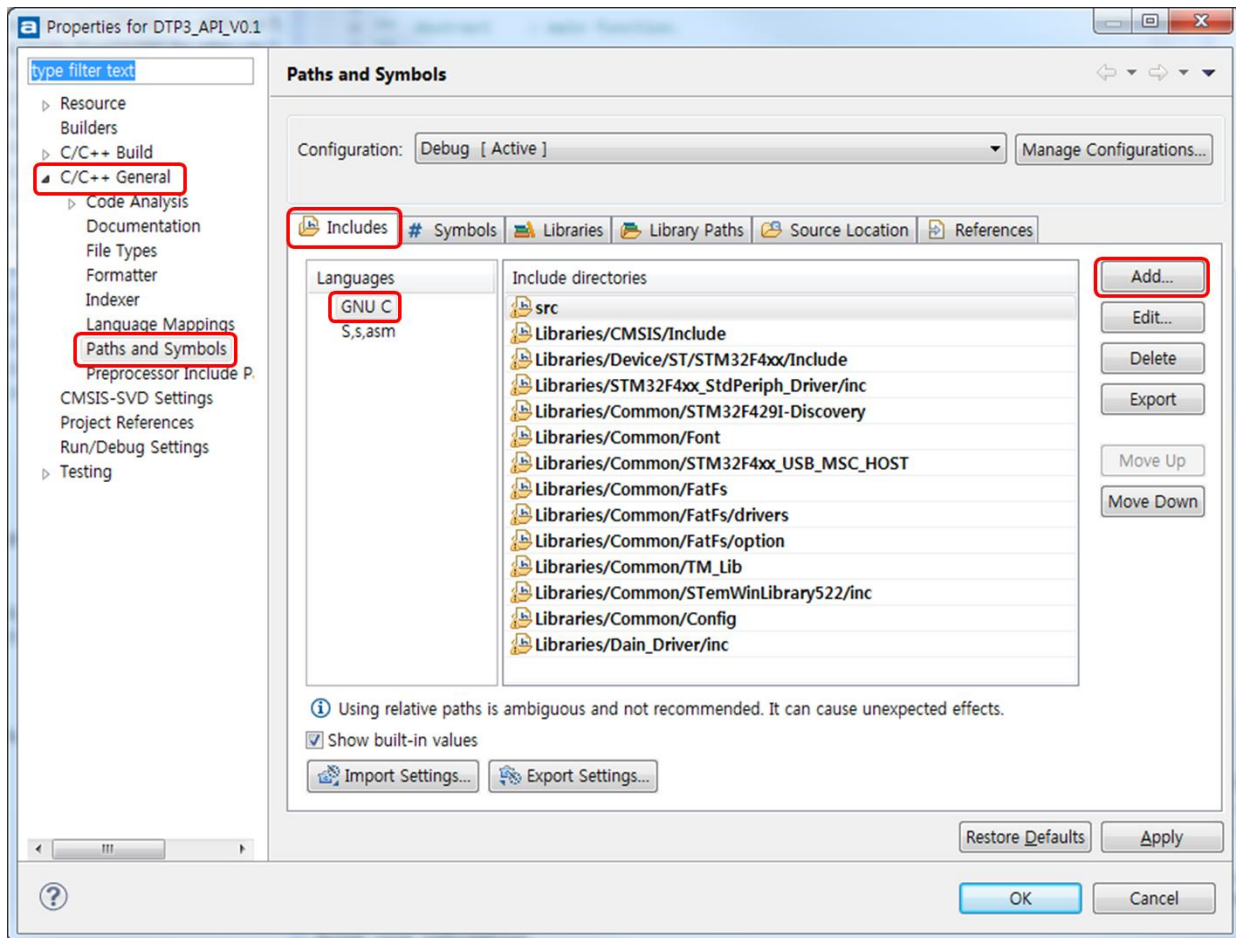 Properties for DTP3_API_V0.1
type filter text
Resource
Builders
C/C++ Build
C/C++ General
Code Analysis
Documentation
File Types
Formatter
Indexer
Language Mappings
Paths and Symbols
Preprocessor Include P
CMSIS-SVD Settings
Project References
Run/Debug Settings
Testing
Paths and Symbols
Configuration: Debug [ Active ] Manage Configurations...
Includes # Symbols Libraries Library Paths Source Location References
Languages
GNU C
S,s,asm
Include directories
src
Libraries/CMSIS/Include
Libraries/Device/ST/STM32F4xx/Include
Libraries/STM32F4xx_StdPeriph_Driver/inc
Libraries/Common/STM32F429I-Discovery
Libraries/Common/Font
Libraries/Common/STM32F4xx_USB_MSC_HOST
Libraries/Common/FatFs
Libraries/Common/FatFs/drivers
Libraries/Common/FatFs/option
Libraries/Common/TM_Lib
Libraries/Common/STemWinLibrary522/inc
Libraries/Common/Config
Libraries/Dain_Driver/inc
Add...
Edit...
Delete
Export
Move Up
Move Down
Using relative paths is ambiguous and not recommended. It can cause unexpected effects.
Show built-in values
Import Settings... Export Settings...
Restore Defaults Apply
OK Cancel